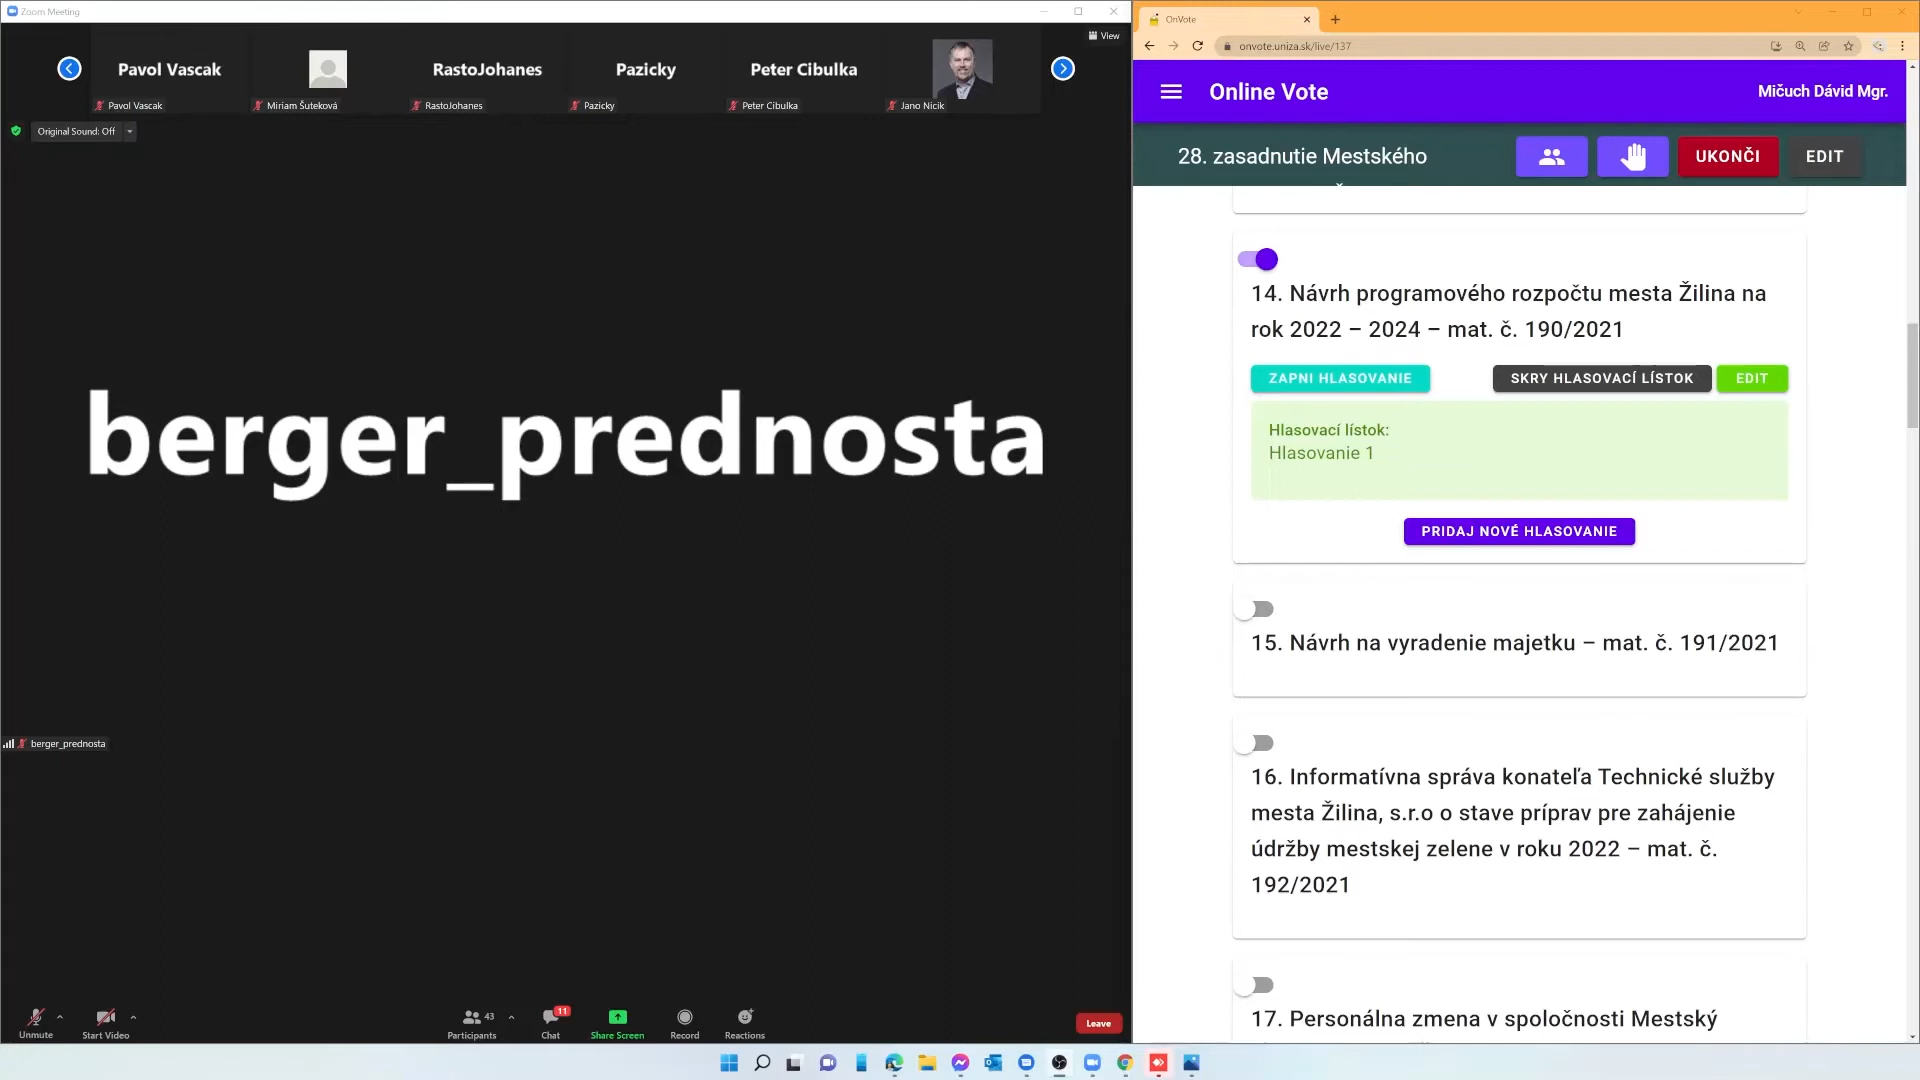 Zoom Meeting
View
Pavol Vascak
RastoJohanes
Pazicky
Peter Cibulka
Pavol Vascak
Miriam Šuteková
RastoJohanes
Pazicky
Peter Cibulka
Jano Nicik
Original Sound: Off
berger_prednosta
berger_prednosta
Unmute
Start Video
43
Participants
11
Chat
Share Screen
Record
Reactions
Leave
OnVote
onvote.uniza.sk/live/137
Online Vote
Mičuch Dávid Mgr.
28. zasadnutie Mestského
UKONČI
EDIT
14. Návrh programového rozpočtu mesta Žilina na
rok 2022 – 2024 – mat. č. 190/2021
ZAPNI HLASOVANIE
SKRY HLASOVACÍ LÍSTOK
EDIT
Hlasovací lístok:
Hlasovanie 1
PRIDAJ NOVÉ HLASOVANIE
15. Návrh na vyradenie majetku – mat. č. 191/2021
16. Informatívna správa konateľa Technické služby
mesta Žilina, s.r.o o stave príprav pre zahájenie
údržby mestskej zelene v roku 2022 – mat. č.
192/2021
17. Personálna zmena v spoločnosti Mestský